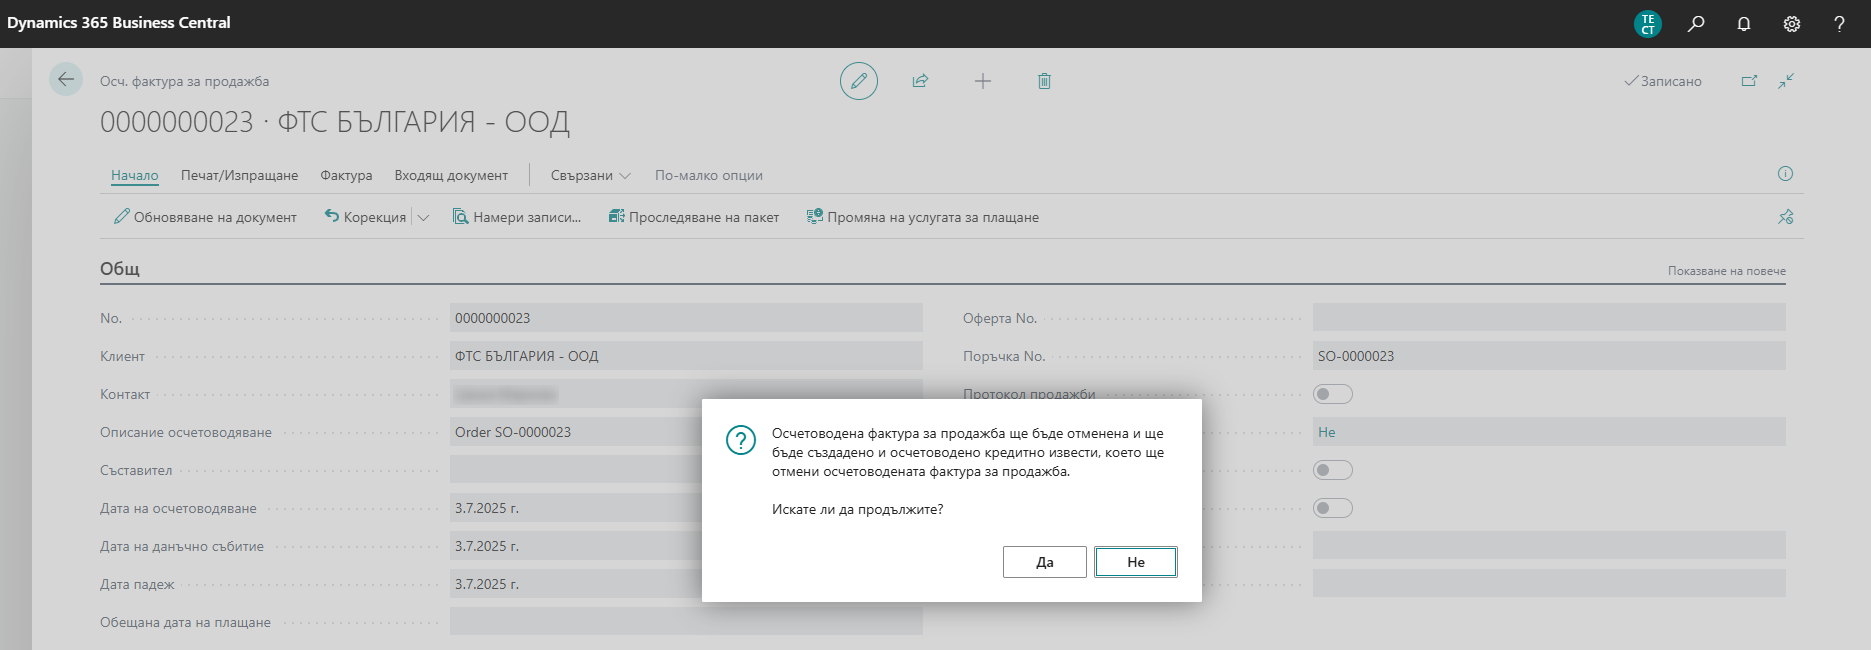 Dynamics 365 Business Central
TE
CT
?
Осч. фактура за продажба
Записано
0000000023 · ФТС БЪЛГАРИЯ - ООД
Начало Печат/Изпращане Фактура Входящ документ Свързани По-малко опции
Обновяване на документ Корекция Намери записи... Проследяване на пакет Промяна на услугата за плащане
Общ
Показване на повече
No. 0000000023
Оферта No.
Клиент ФТС БЪЛГАРИЯ - ООД
Поръчка No. SO-0000023
Контакт
Протокол продажби
Описание осчетоводяване Order SO-0000023
Не
Съставител
Дата на осчетоводяване 3.7.2025 г.
Дата на данъчно събитие 3.7.2025 г.
Дата падеж 3.7.2025 г.
Обещана дата на плащане
?
Осчетоводена фактура за продажба ще бъде отменена и ще
бъде създадено и осчетоводено кредитно извести, което ще
отмени осчетоводената фактура за продажба.
Искате ли да продължите?
Да Не